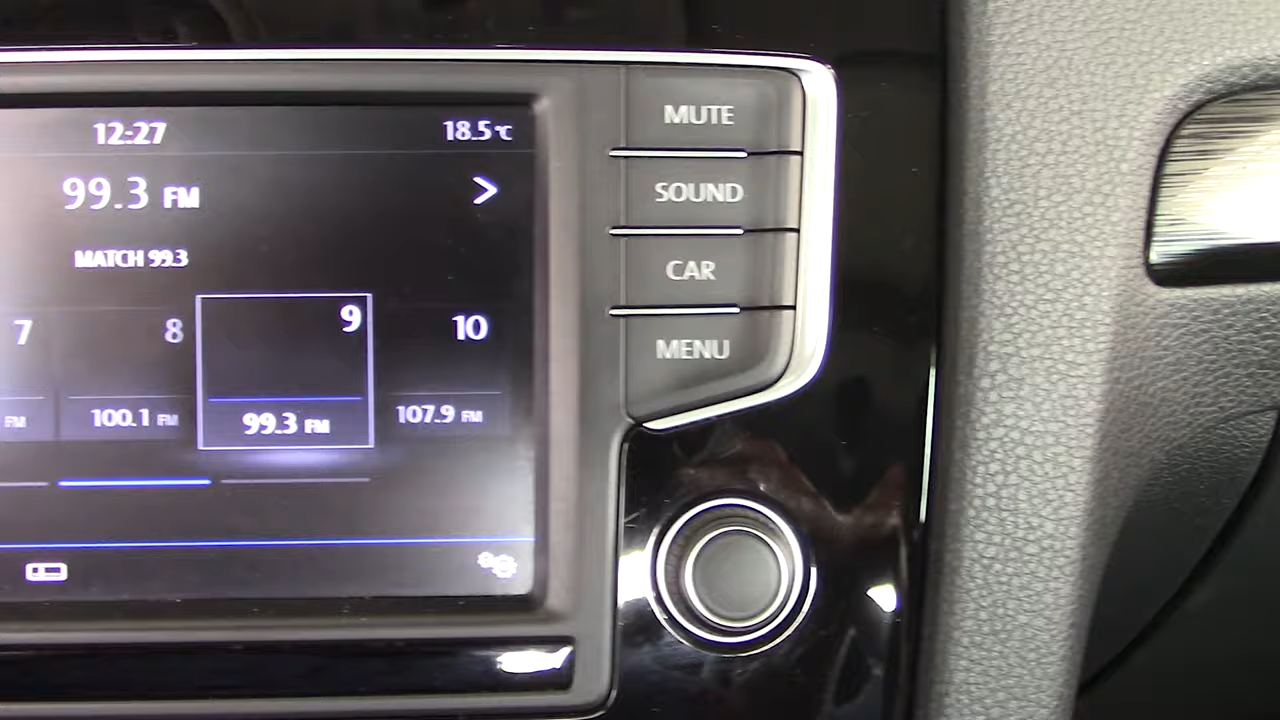 12:27 18.5°C
99.3 FM
MATCH 99.3
7 8 9 10
FM 100.1 FM 99.3 FM 107.9 FM
MUTE
SOUND
CAR
MENU